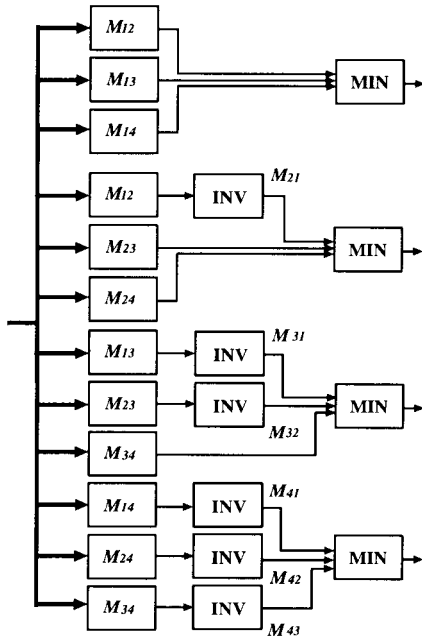 M12
M13 MIN
M14
M21
M12 INV
M23 MIN
M24
M31
M13 INV
M23 INV MIN
M32
M34
M41
M14 INV
M24 INV MIN
M42
M34 INV
M43